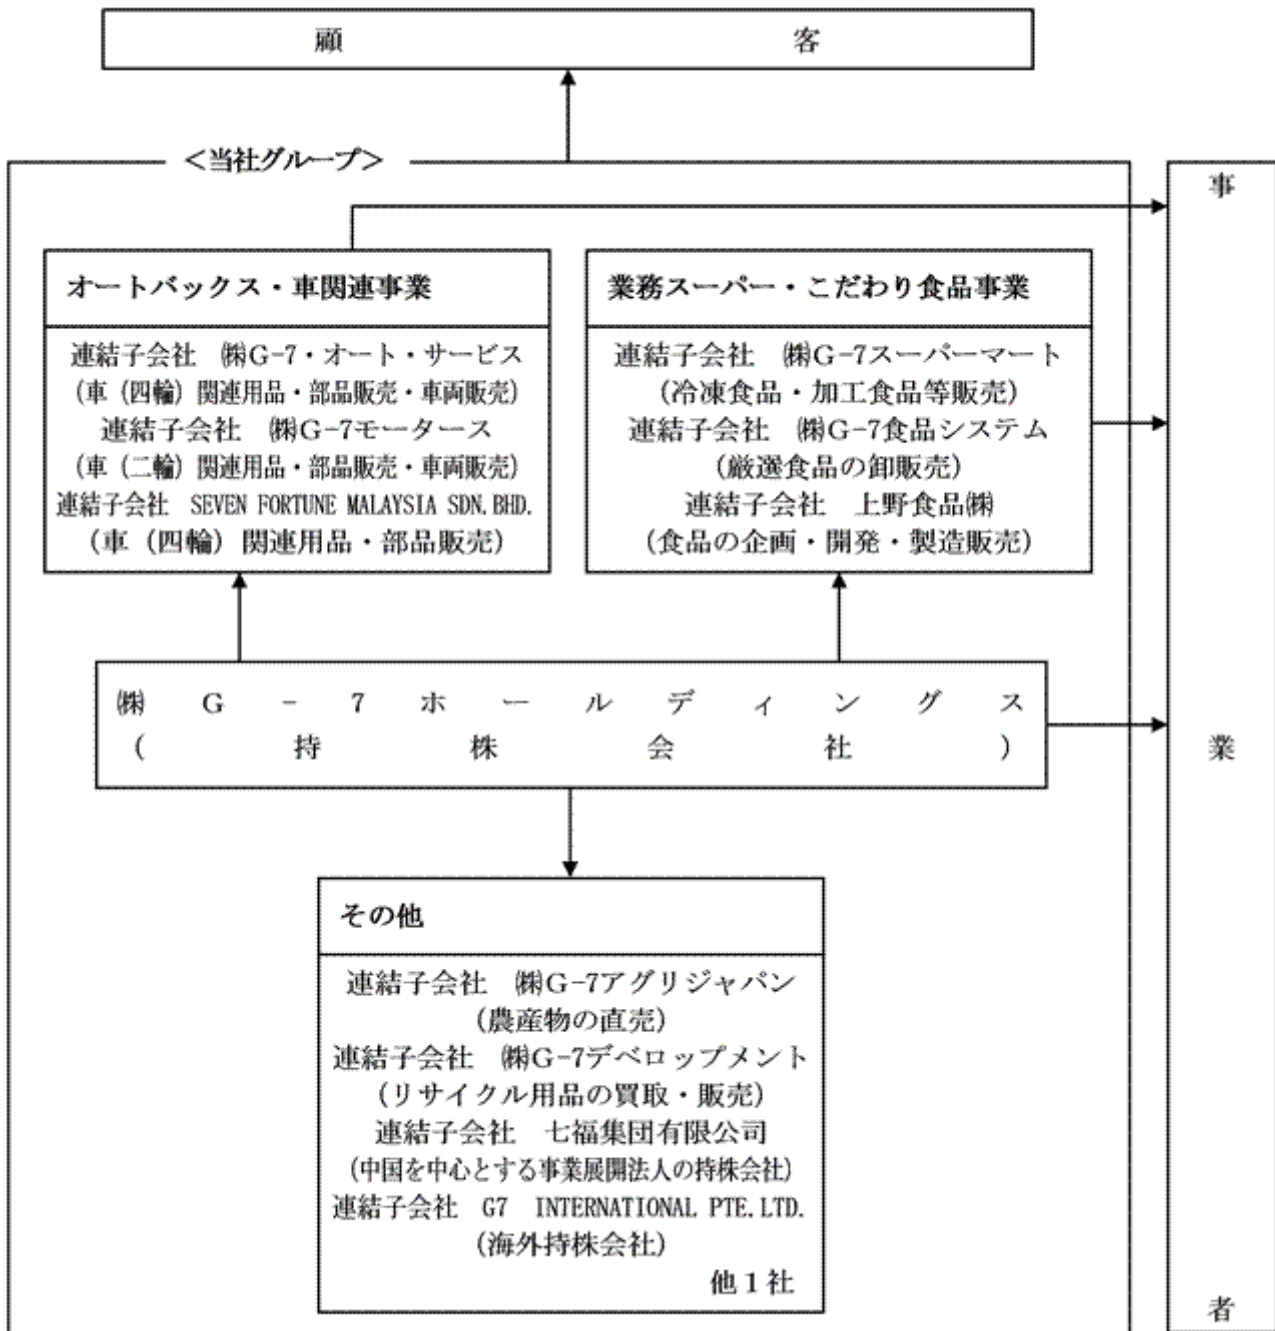 顧客
＜当社グループ＞
オートバックス・車関連事業
連結子会社　㈱G-7・オート・サービス
（車（四輪）関連用品・部品販売・車両販売）
連結子会社　㈱G-7モータース
（車（二輪）関連用品・部品販売・車両販売）
連結子会社　SEVEN FORTUNE MALAYSIA SDN.BHD.
（車（四輪）関連用品・部品販売）
業務スーパー・こだわり食品事業
連結子会社　㈱G-7スーパーマート
（冷凍食品・加工食品等販売）
連結子会社　㈱G-7食品システム
（厳選食品の卸販売）
連結子会社　上野食品㈱
（食品の企画・開発・製造販売）
㈱G-7ホールディングス
（持株会社）
その他
連結子会社　㈱G-7アグリジャパン
（農産物の直売）
連結子会社　㈱G-7デベロップメント
（リサイクル用品の買取・販売）
連結子会社　七福集団有限公司
（中国を中心とする事業展開法人の持株会社）
連結子会社　G7　INTERNATIONAL PTE.LTD.
（海外持株会社）
他１社
事業者